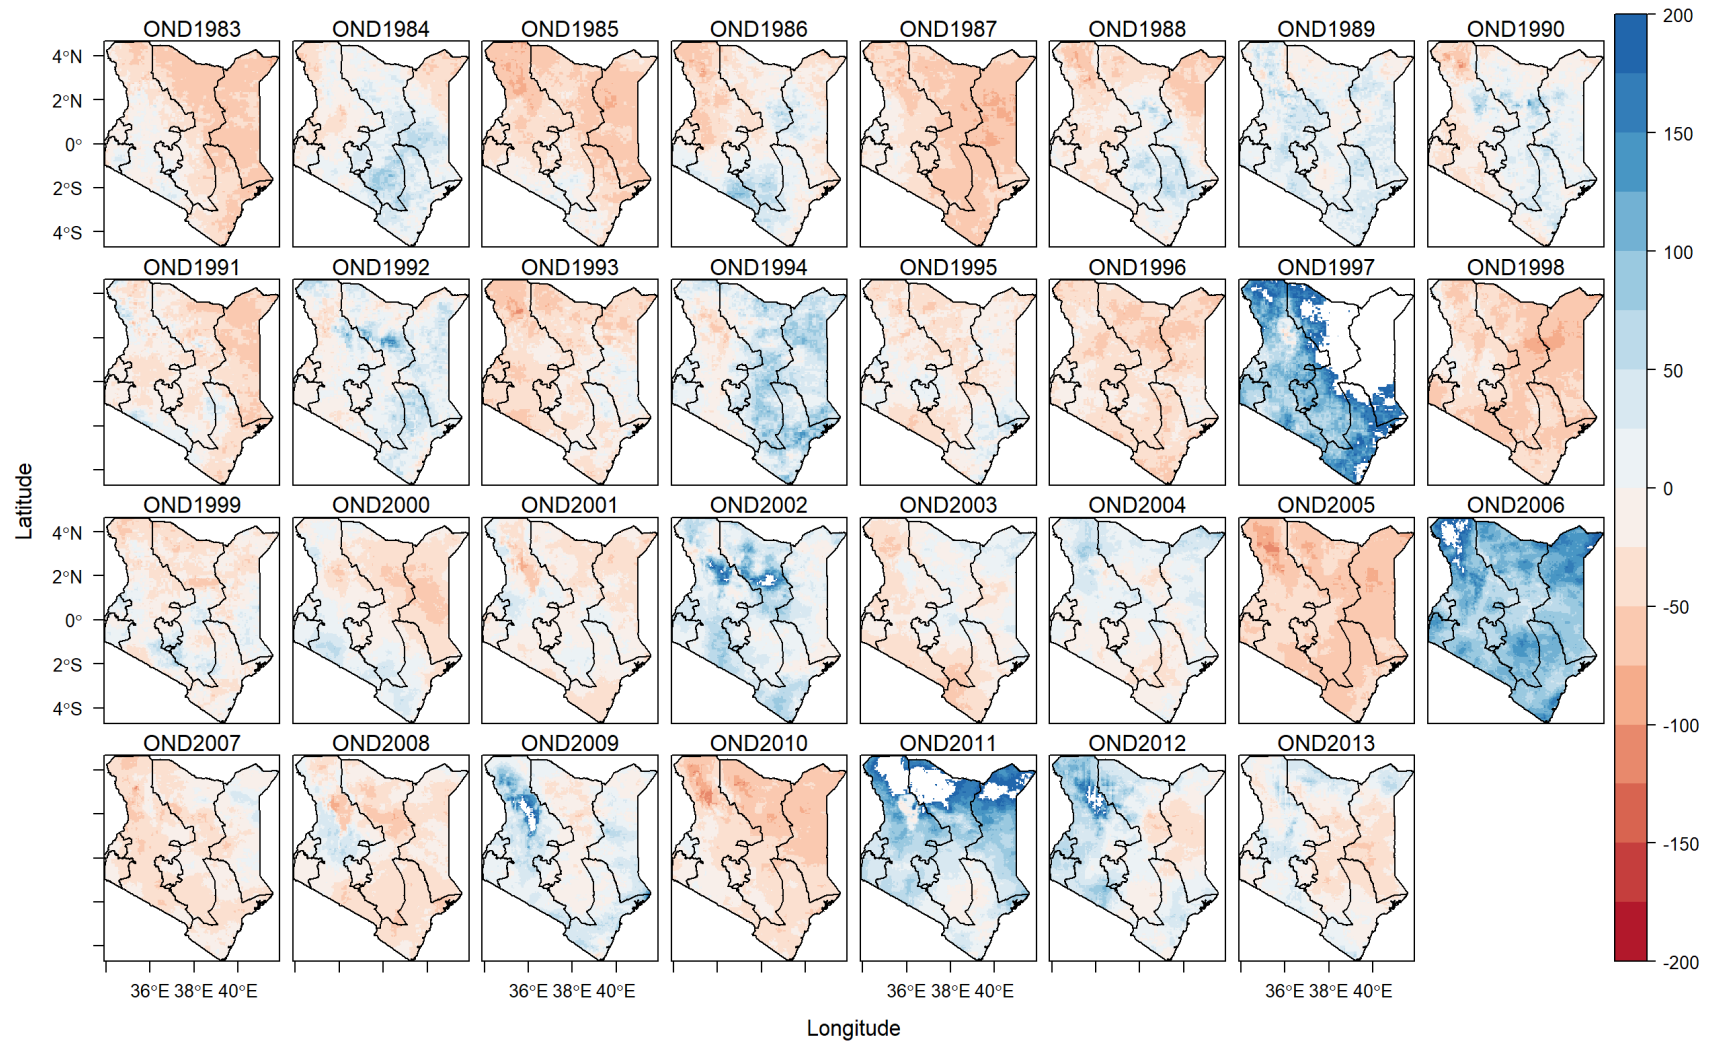 OND1983 OND1984 OND1985 OND1986 OND1987 OND1988 OND1989 OND1990
OND1991 OND1992 OND1993 OND1994 OND1995 OND1996 OND1997 OND1998
OND1999 OND2000 OND2001 OND2002 OND2003 OND2004 OND2005 OND2006
OND2007 OND2008 OND2009 OND2010 OND2011 OND2012 OND2013
4°N
2°N
0°
2°S
4°S
4°N
2°N
0°
2°S
4°S
Latitude
36°E 38°E 40°E 36°E 38°E 40°E 36°E 38°E 40°E 36°E 38°E 40°E
Longitude
200
150
100
50
0
-50
-100
-150
-200